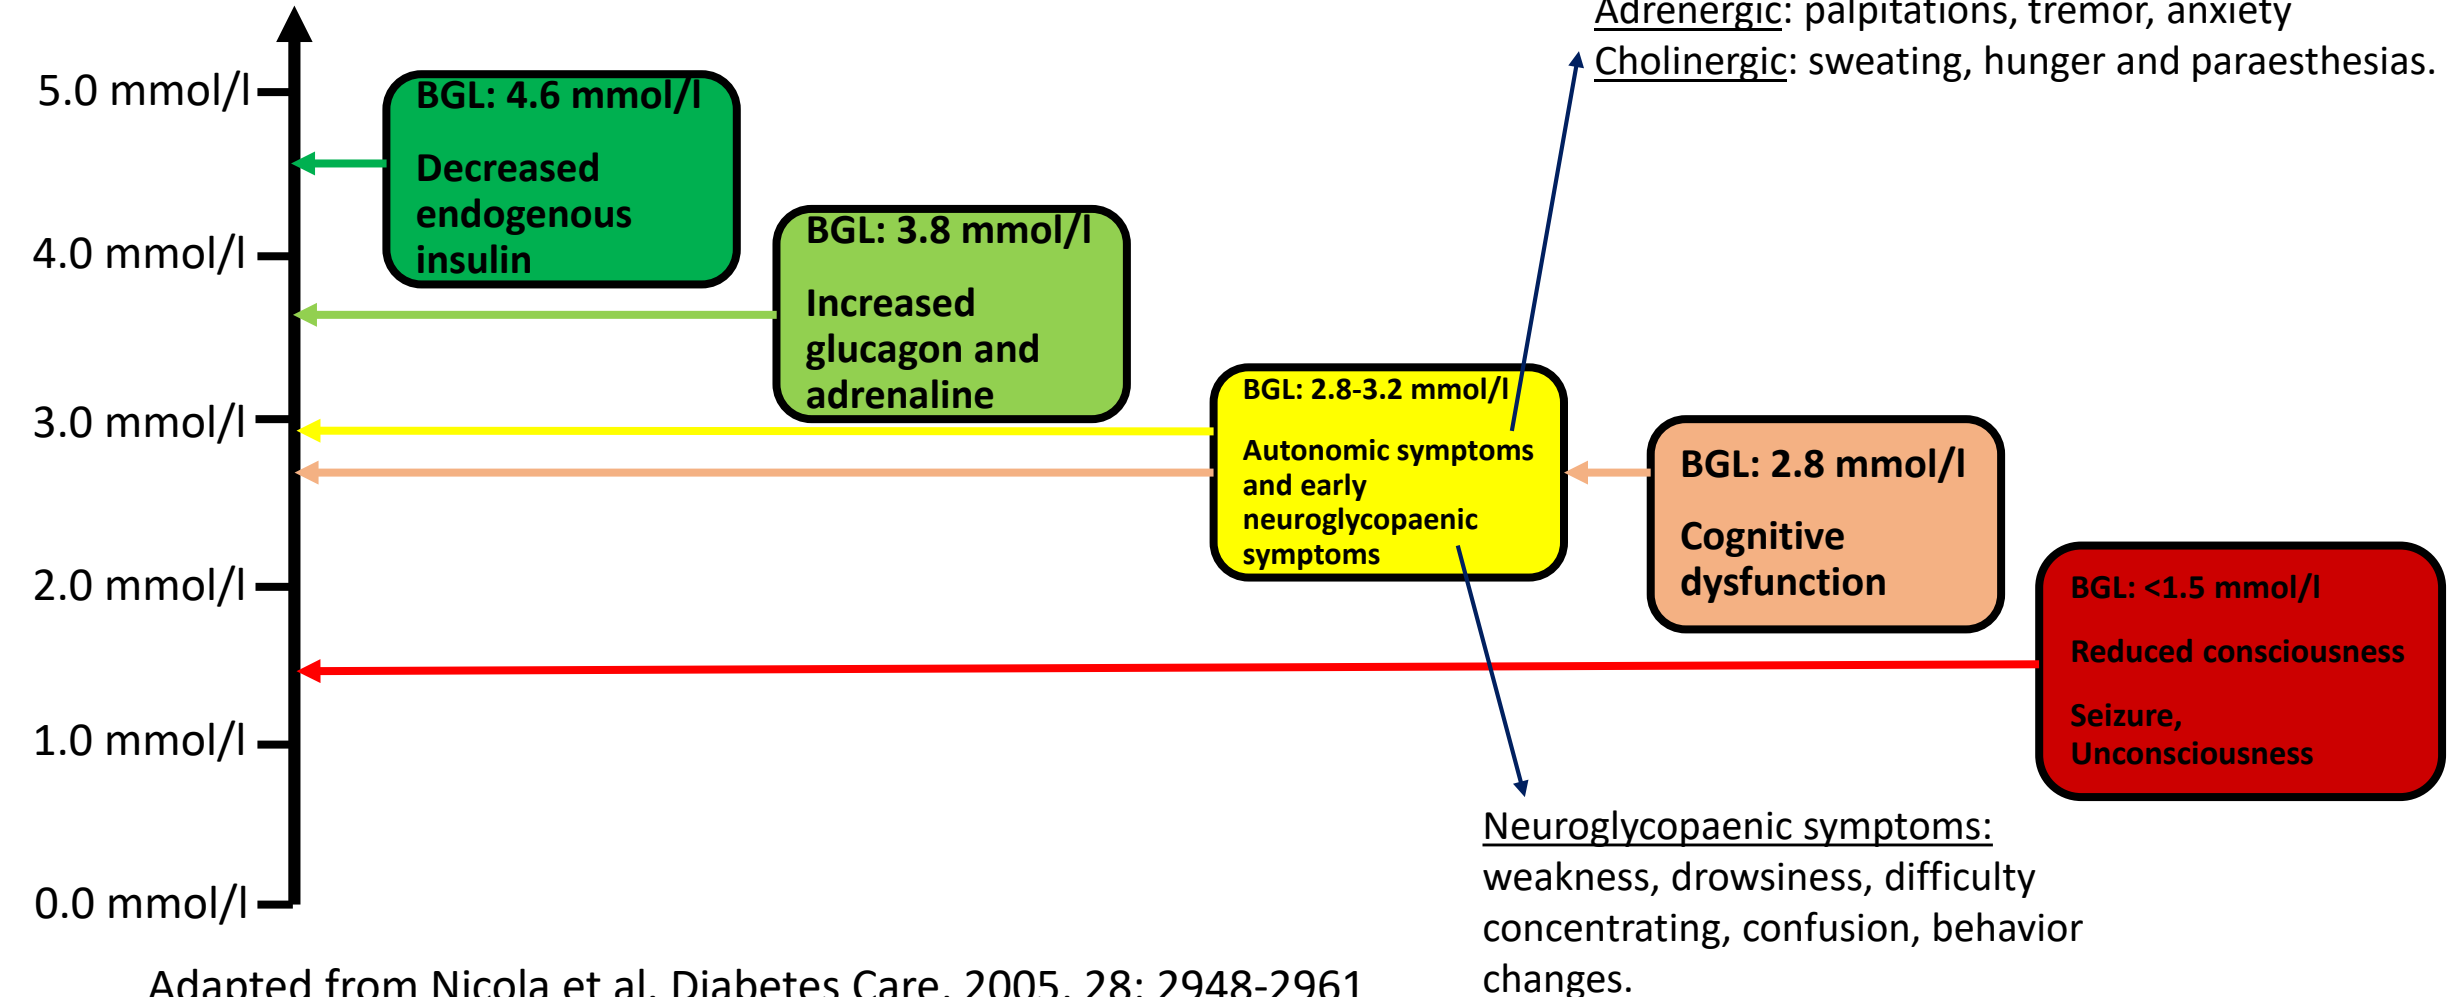 Adrenergic: palpitations, tremor, anxiety
Cholinergic: sweating, hunger and paraesthesias.
5.0 mmol/l
4.0 mmol/l
3.0 mmol/l
2.0 mmol/l
1.0 mmol/l
0.0 mmol/l
BGL: 4.6 mmol/l
Decreased
endogenous
insulin
BGL: 3.8 mmol/l
Increased
glucagon and
adrenaline
BGL: 2.8-3.2 mmol/l
Autonomic symptoms
and early
neuroglycopaenic
symptoms
BGL: 2.8 mmol/l
Cognitive
dysfunction
BGL: <1.5 mmol/l
Reduced consciousness
Seizure,
Unconsciousness
Neuroglycopaenic symptoms:
weakness, drowsiness, difficulty
concentrating, confusion, behavior
changes.
Adapted from Nicola et al. Diabetes Care. 2005. 28: 2948-2961